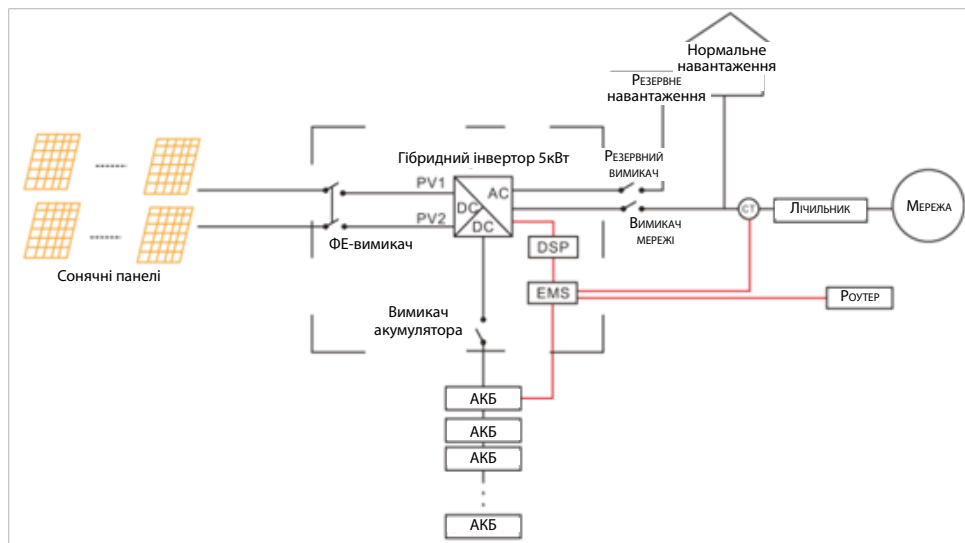 Нормальне
навантаження
Резервне
навантаження
Гібридний інвертор 5кВт
Резервний
вимикач
PV1
AC
DC
DC
PV2
ФЕ-вимикач
Сонячні панелі
Вимикач
мережі
CT
Лічильник
Мережа
DSP
EMS
Роутер
Вимикач
акумулятора
АКБ
АКБ
АКБ
АКБ